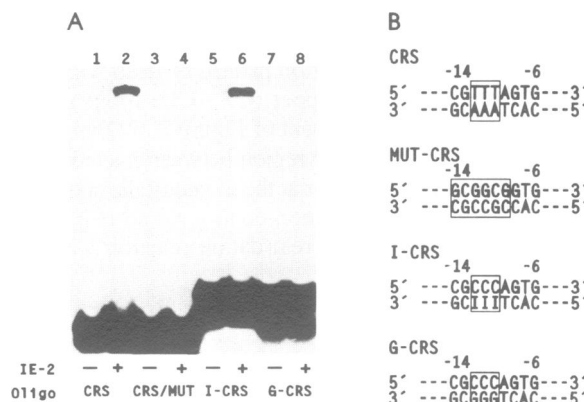 A
1 2 3 4 5 6 7 8
IE-2 — + — + — + — +
Oligo CRS CRS/MUT I-CRS G-CRS
B
CRS
-14 -6
5′ ---CGTTTAGTG---3′
3′ ---GCAAATCAC---5′
MUT-CRS
-14 -6
5′ ---GCGGCGGTG---3′
3′ ---CGCCGCCAC---5′
I-CRS
-14 -6
5′ ---CGCCCAGTG---3′
3′ ---GCIIITCAC---5′
G-CRS
-14 -6
5′ ---CGCCCAGTG---3′
3′ ---GCGGGTCAC---5′